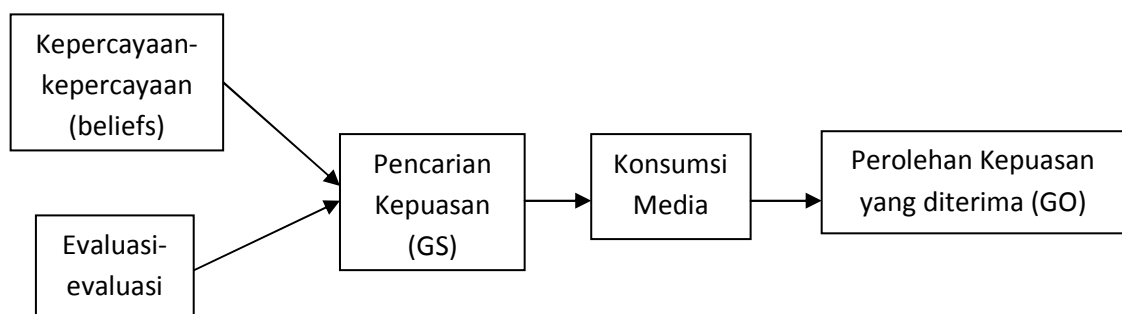 Kepercayaan-
kepercayaan
(beliefs)
Evaluasi-
evaluasi
Pencarian
Kepuasan
(GS)
Konsumsi
Media
Perolehan Kepuasan
yang diterima (GO)